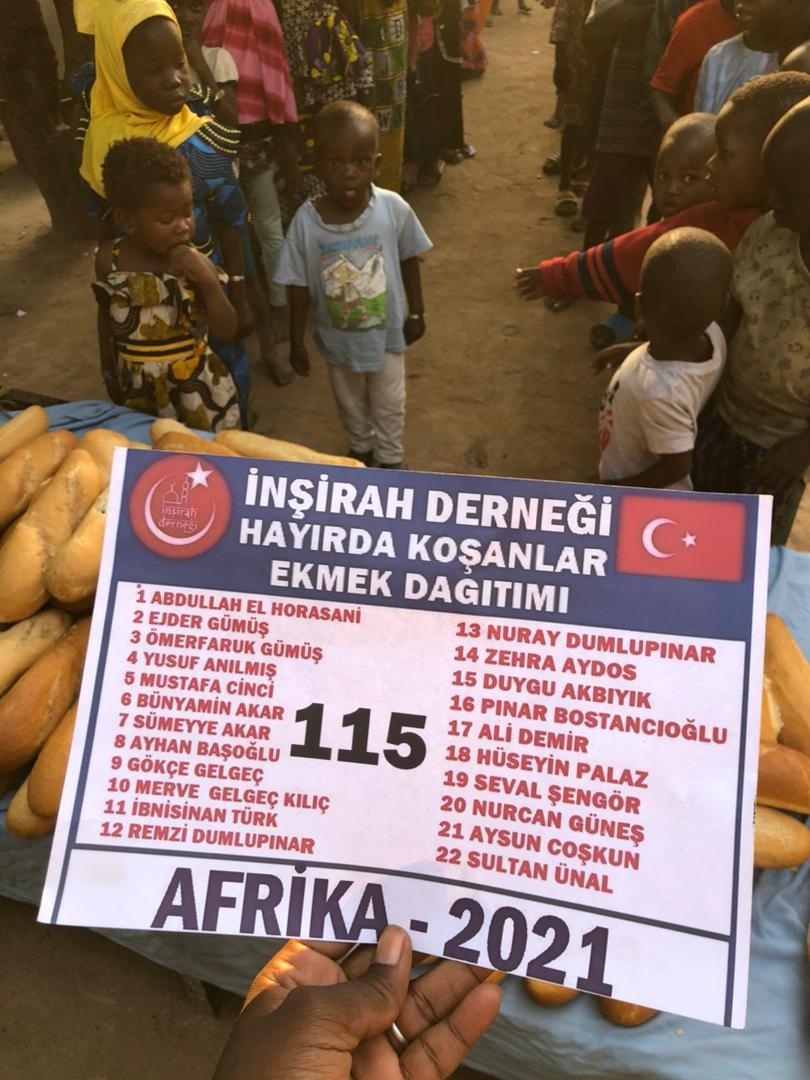 insirah
derneği
İNŞİRAH DERNEĞİ
HAYIRDA KOŞANLAR
EKMEK DAĞITIMI
1 ABDULLAH EL HORASANİ
2 EJDER GÜMÜŞ
3 ÖMERFARUK GÜMÜŞ
4 YUSUF ANILMIŞ
5 MUSTAFA CİNCİ
6 BÜNYAMİN AKAR
7 SÜMEYYE AKAR
8 AYHAN BAŞOĞLU
9 GÖKÇE GELGEÇ
10 MERVE GELGEÇ KILIÇ
11 İBNİSİNAN TÜRK
12 REMZİ DUMLUPINAR
115
13 NURAY DUMLUPINAR
14 ZEHRA AYDOS
15 DUYGU AKBIYIK
16 PINAR BOSTANCIOĞLU
17 ALİ DEMİR
18 HÜSEYİN PALAZ
19 SEVAL ŞENGÖR
20 NURCAN GÜNEŞ
21 AYSUN COŞKUN
22 SULTAN ÜNAL
AFRİKA - 2021